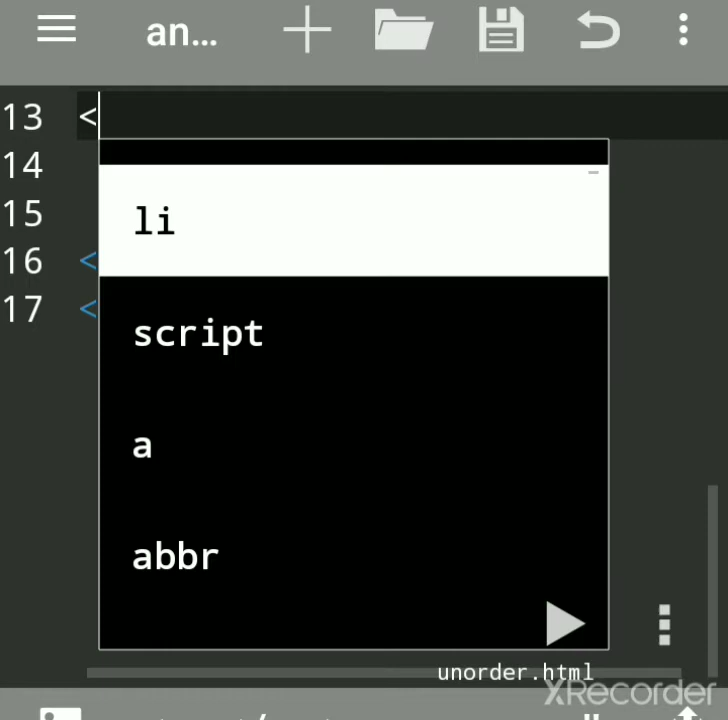 an...
13 <
li
14
15
16 <
17 <
script
a
abbr
unorder.html
XRecorder